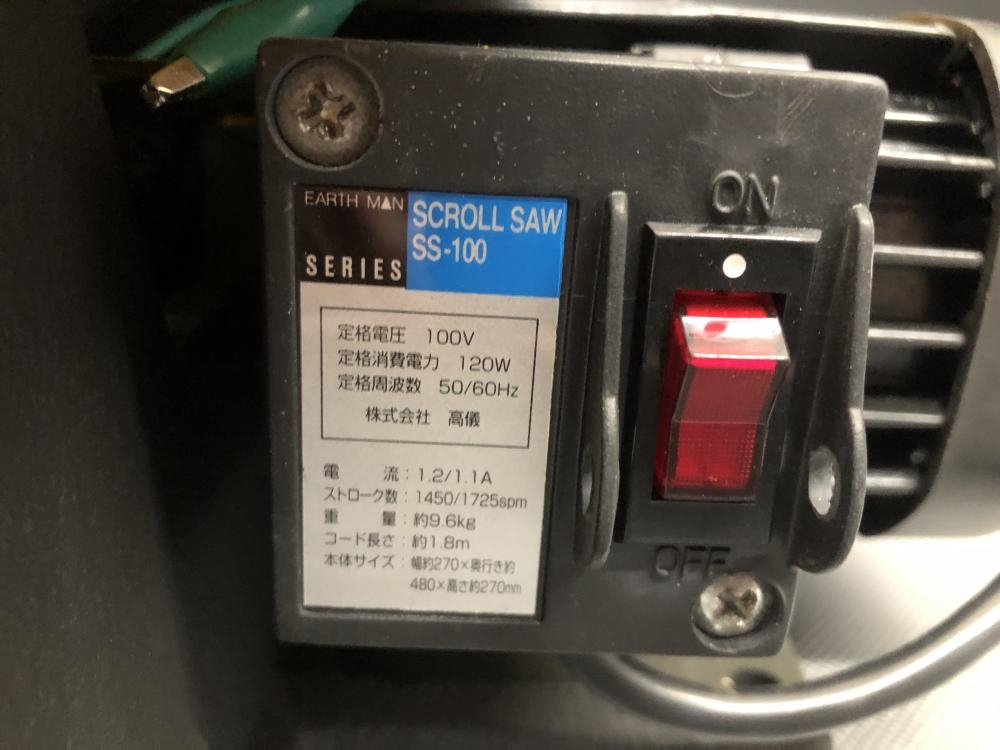 EARTH MAN
SERIES
SCROLL SAW
SS-100
定格電圧 100V
定格消費電力 120W
定格周波数 50/60Hz
株式会社 高儀
電 流：1.2/1.1A
ストローク数：1450/1725spm
重 量：約9.6kg
コード長さ：約1.8m
本体サイズ：幅約270×奥行き約
480×高さ約270mm
ON
OFF